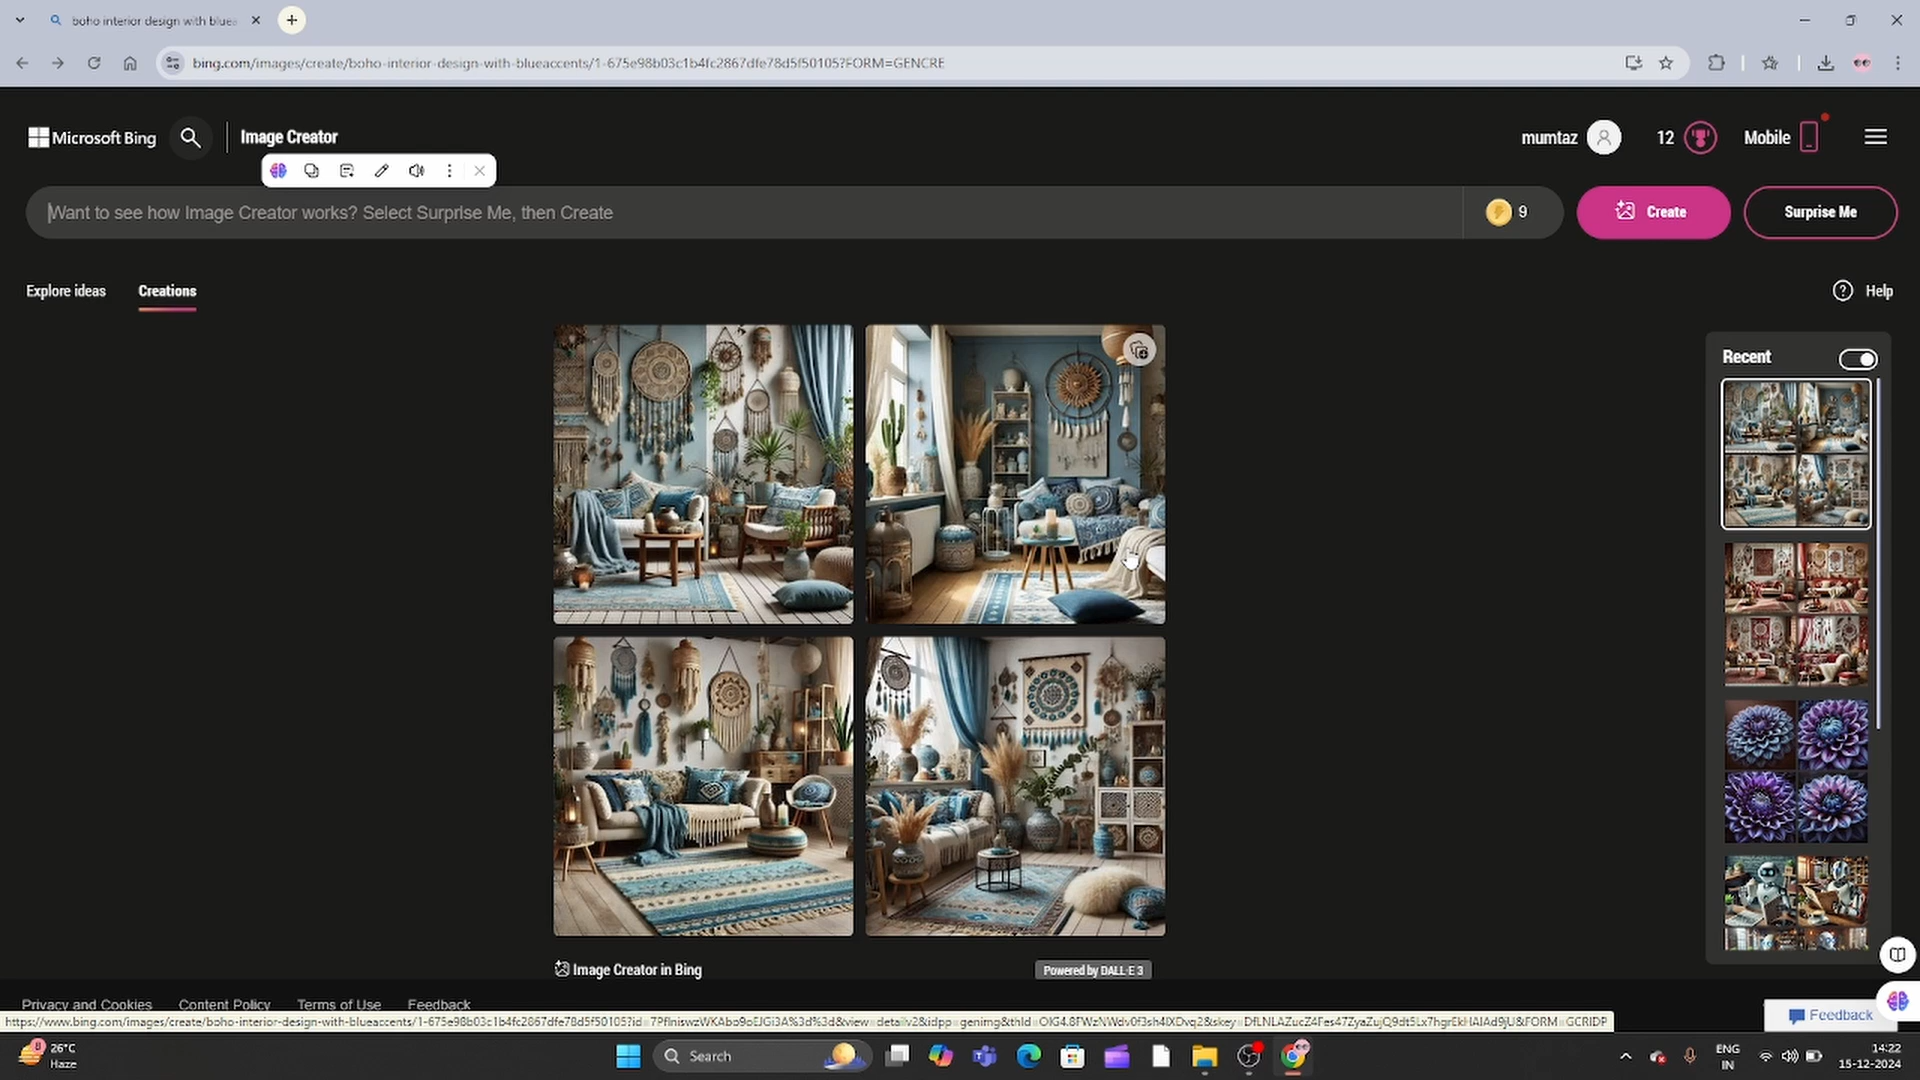 boho interior design with bluea
bing.com/images/create/boho-interior-design-with-blueaccents/1-675e98b03c1b4fc2867dfe78d5f50105?FORM=GENCRE
Microsoft Bing
Image Creator
mumtaz
12
Mobile
Want to see how Image Creator works? Select Surprise Me, then Create
9
Create
Surprise Me
Explore ideas
Creations
Help
Recent
Image Creator in Bing
Powered by DALL·E 3
Privacy and Cookies
Content Policy
Terms of Use
Feedback
Feedback
8
26°C
Haze
Search
ENG
IN
14:22
15-12-2024